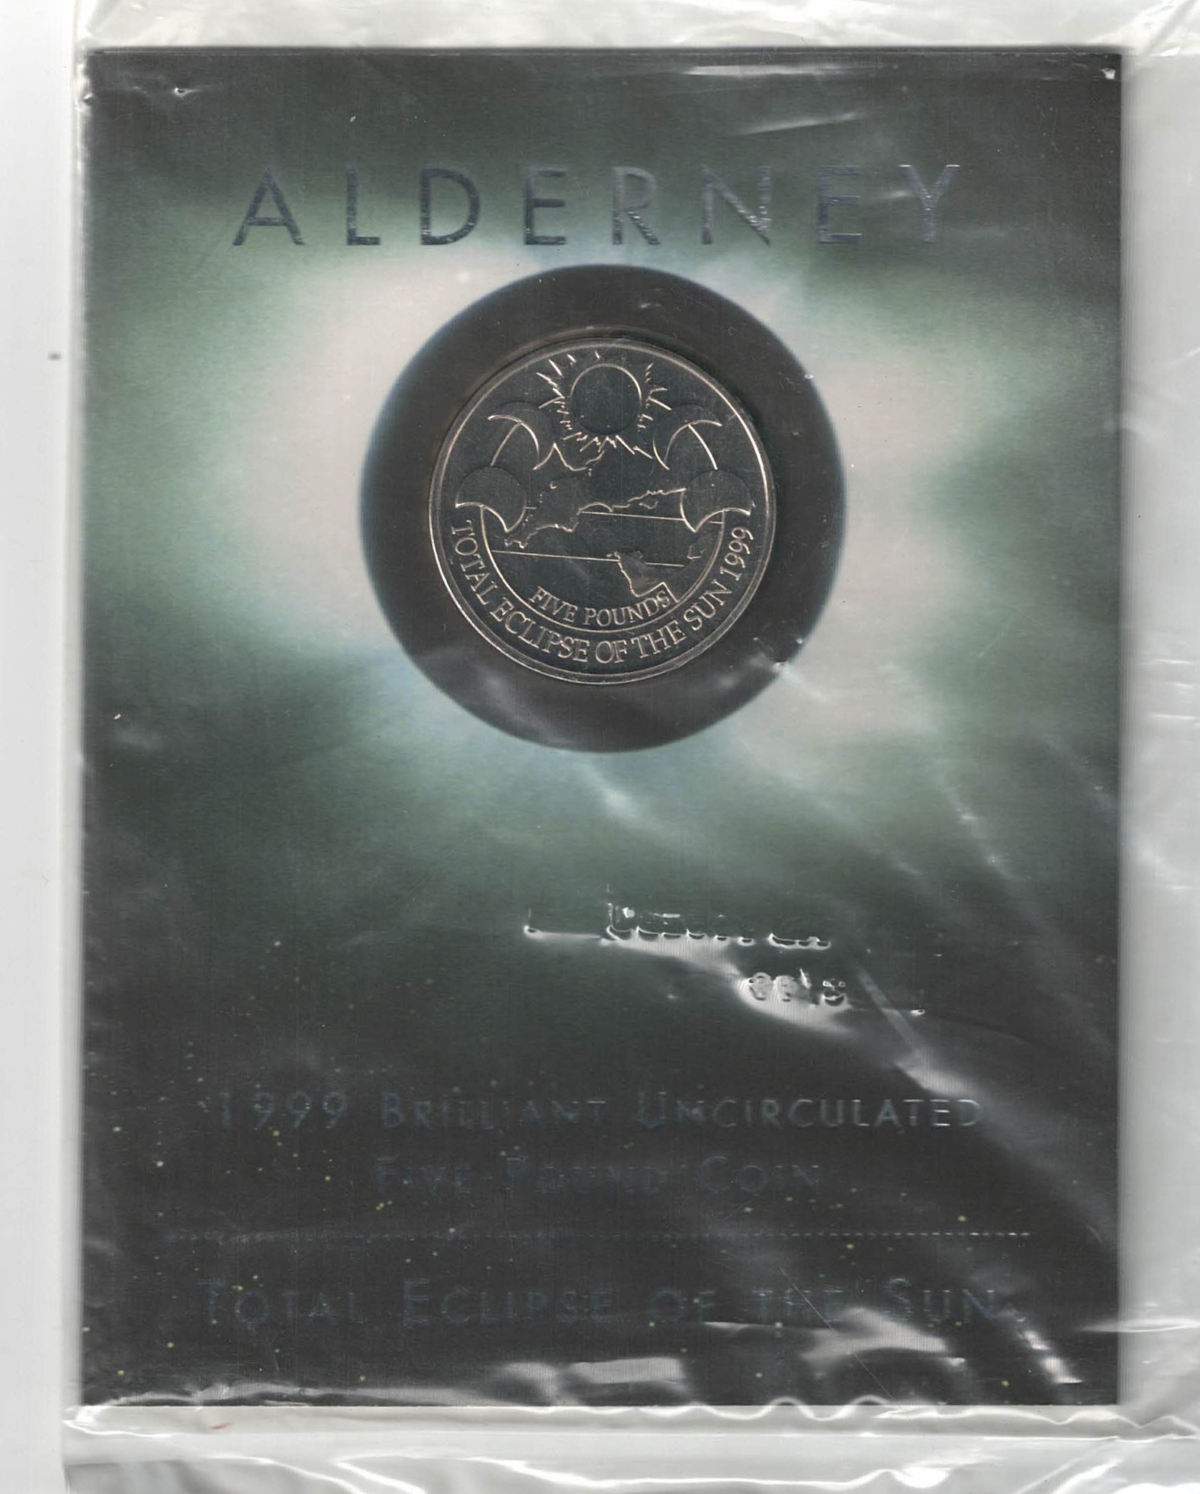 ALDERNEY
FIVE POUNDS
TOTAL ECLIPSE OF THE SUN 1999
1999 BRILLIANT UNCIRCULATED
FIVE POUND COIN
TOTAL ECLIPSE OF THE SUN